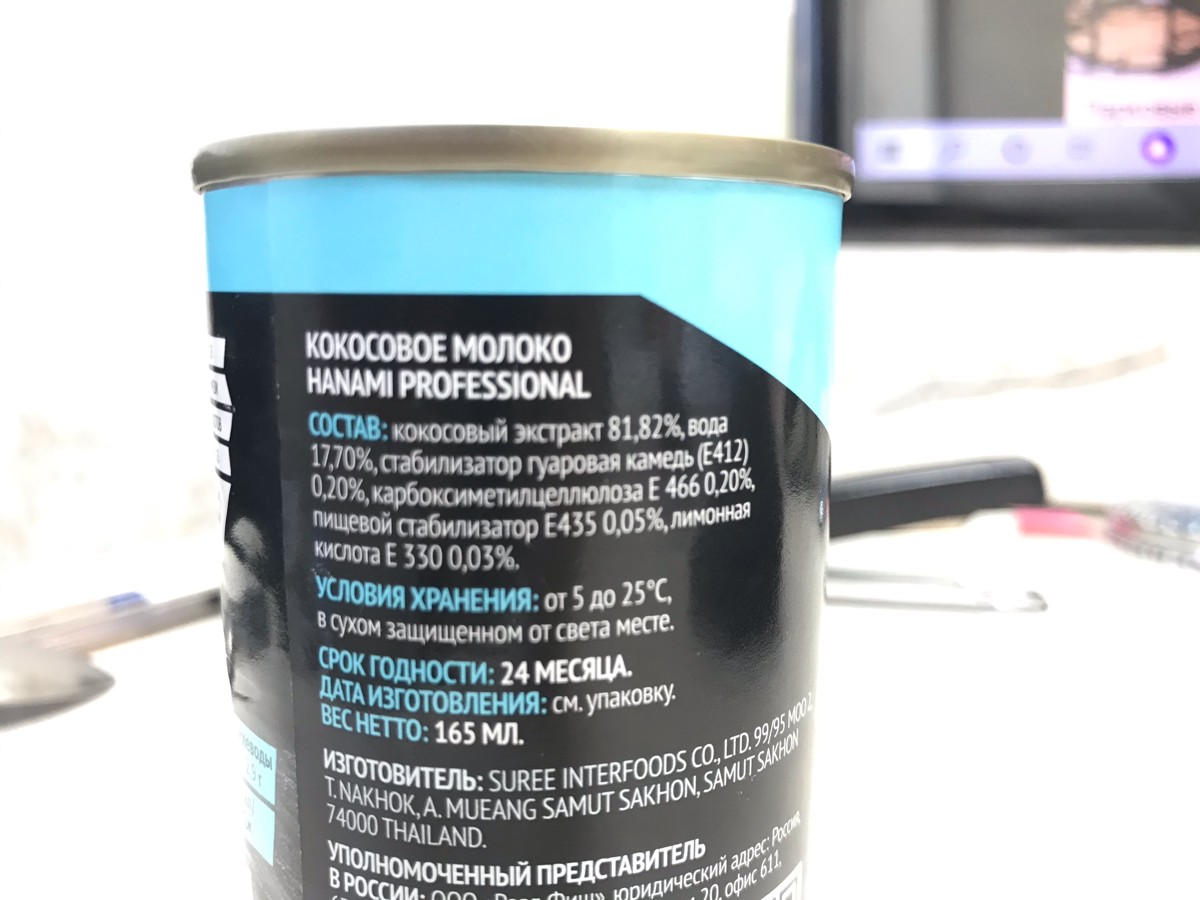 КОКОСОВОЕ МОЛОКО
HANAMI PROFESSIONAL
СОСТАВ: кокосовый экстракт 81,82%, вода
17,70%, стабилизатор гуаровая камедь (Е412)
0,20%, карбоксиметилцеллюлоза Е 466 0,20%,
пищевой стабилизатор Е435 0,05%, лимонная
кислота Е 330 0,03%.
УСЛОВИЯ ХРАНЕНИЯ: от 5 до 25°С,
в сухом защищенном от света месте.
СРОК ГОДНОСТИ: 24 МЕСЯЦА.
ДАТА ИЗГОТОВЛЕНИЯ: см. упаковку.
ВЕС НЕТТО: 165 МЛ.
ИЗГОТОВИТЕЛЬ: SUREE INTERFOODS CO., LTD. 99/95 MOO 2,
T. NAKHOK, A. MUEANG SAMUT SAKHON, SAMUT SAKHON
74000 THAILAND.
УПОЛНОМОЧЕННЫЙ ПРЕДСТАВИТЕЛЬ
В РОССИИ: ООО юридический адрес: Россия,
20, офис 611,